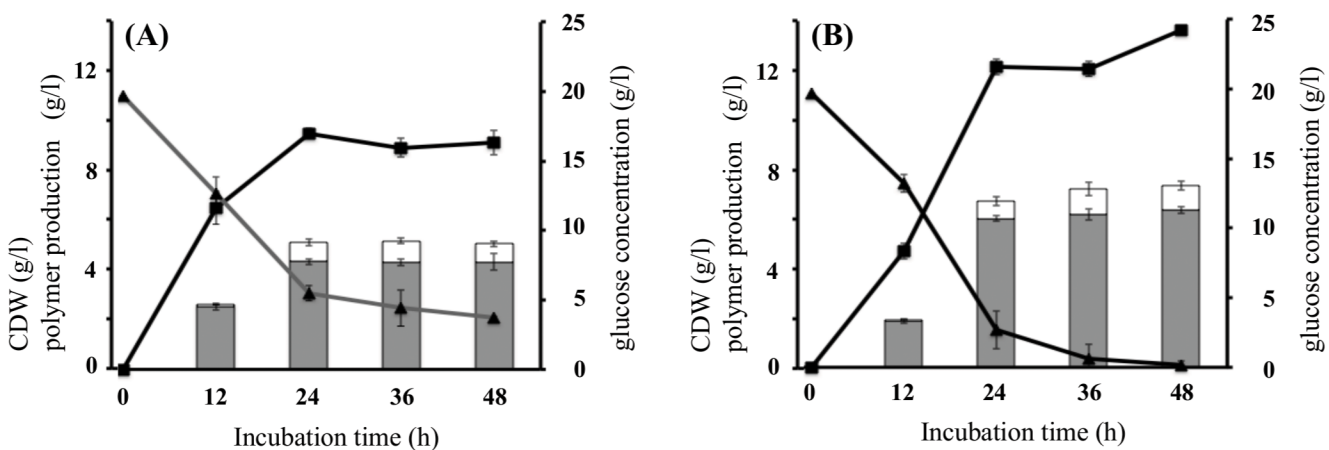 (A)
CDW (g/l)
polymer production (g/l)
12
8
4
0
25
20
15
10
5
0
glucose concentration (g/l)
0 12 24 36 48
Incubation time (h)
(B)
CDW (g/l)
polymer production (g/l)
12
8
4
0
25
20
15
10
5
0
glucose concentration (g/l)
0 12 24 36 48
Incubation time (h)